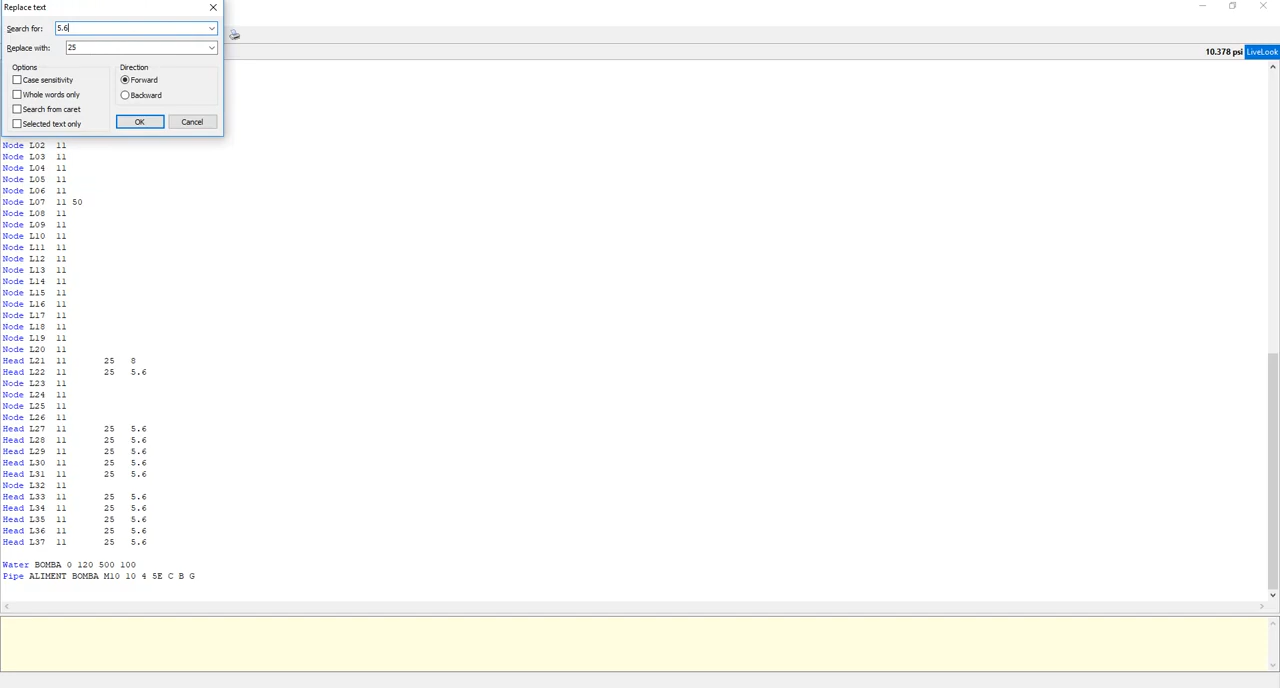 Replace text
Search for: 5.6
Replace with: 25
Options
Direction
Case sensitivity
Forward
Whole words only
Backward
Search from caret
Selected text only
OK
Cancel
10.378 psi LiveLook
Node L02 11
Node L03 11
Node L04 11
Node L05 11
Node L06 11
Node L07 11 50
Node L08 11
Node L09 11
Node L10 11
Node L11 11
Node L12 11
Node L13 11
Node L14 11
Node L15 11
Node L16 11
Node L17 11
Node L18 11
Node L19 11
Node L20 11
Head L21 11 25 8
Head L22 11 25 5.6
Node L23 11
Node L24 11
Node L25 11
Node L26 11
Head L27 11 25 5.6
Head L28 11 25 5.6
Head L29 11 25 5.6
Head L30 11 25 5.6
Head L31 11 25 5.6
Node L32 11
Head L33 11 25 5.6
Head L34 11 25 5.6
Head L35 11 25 5.6
Head L36 11 25 5.6
Head L37 11 25 5.6
Water BOMBA 0 120 500 100
Pipe ALIMENT BOMBA M10 10 4 5E C B G